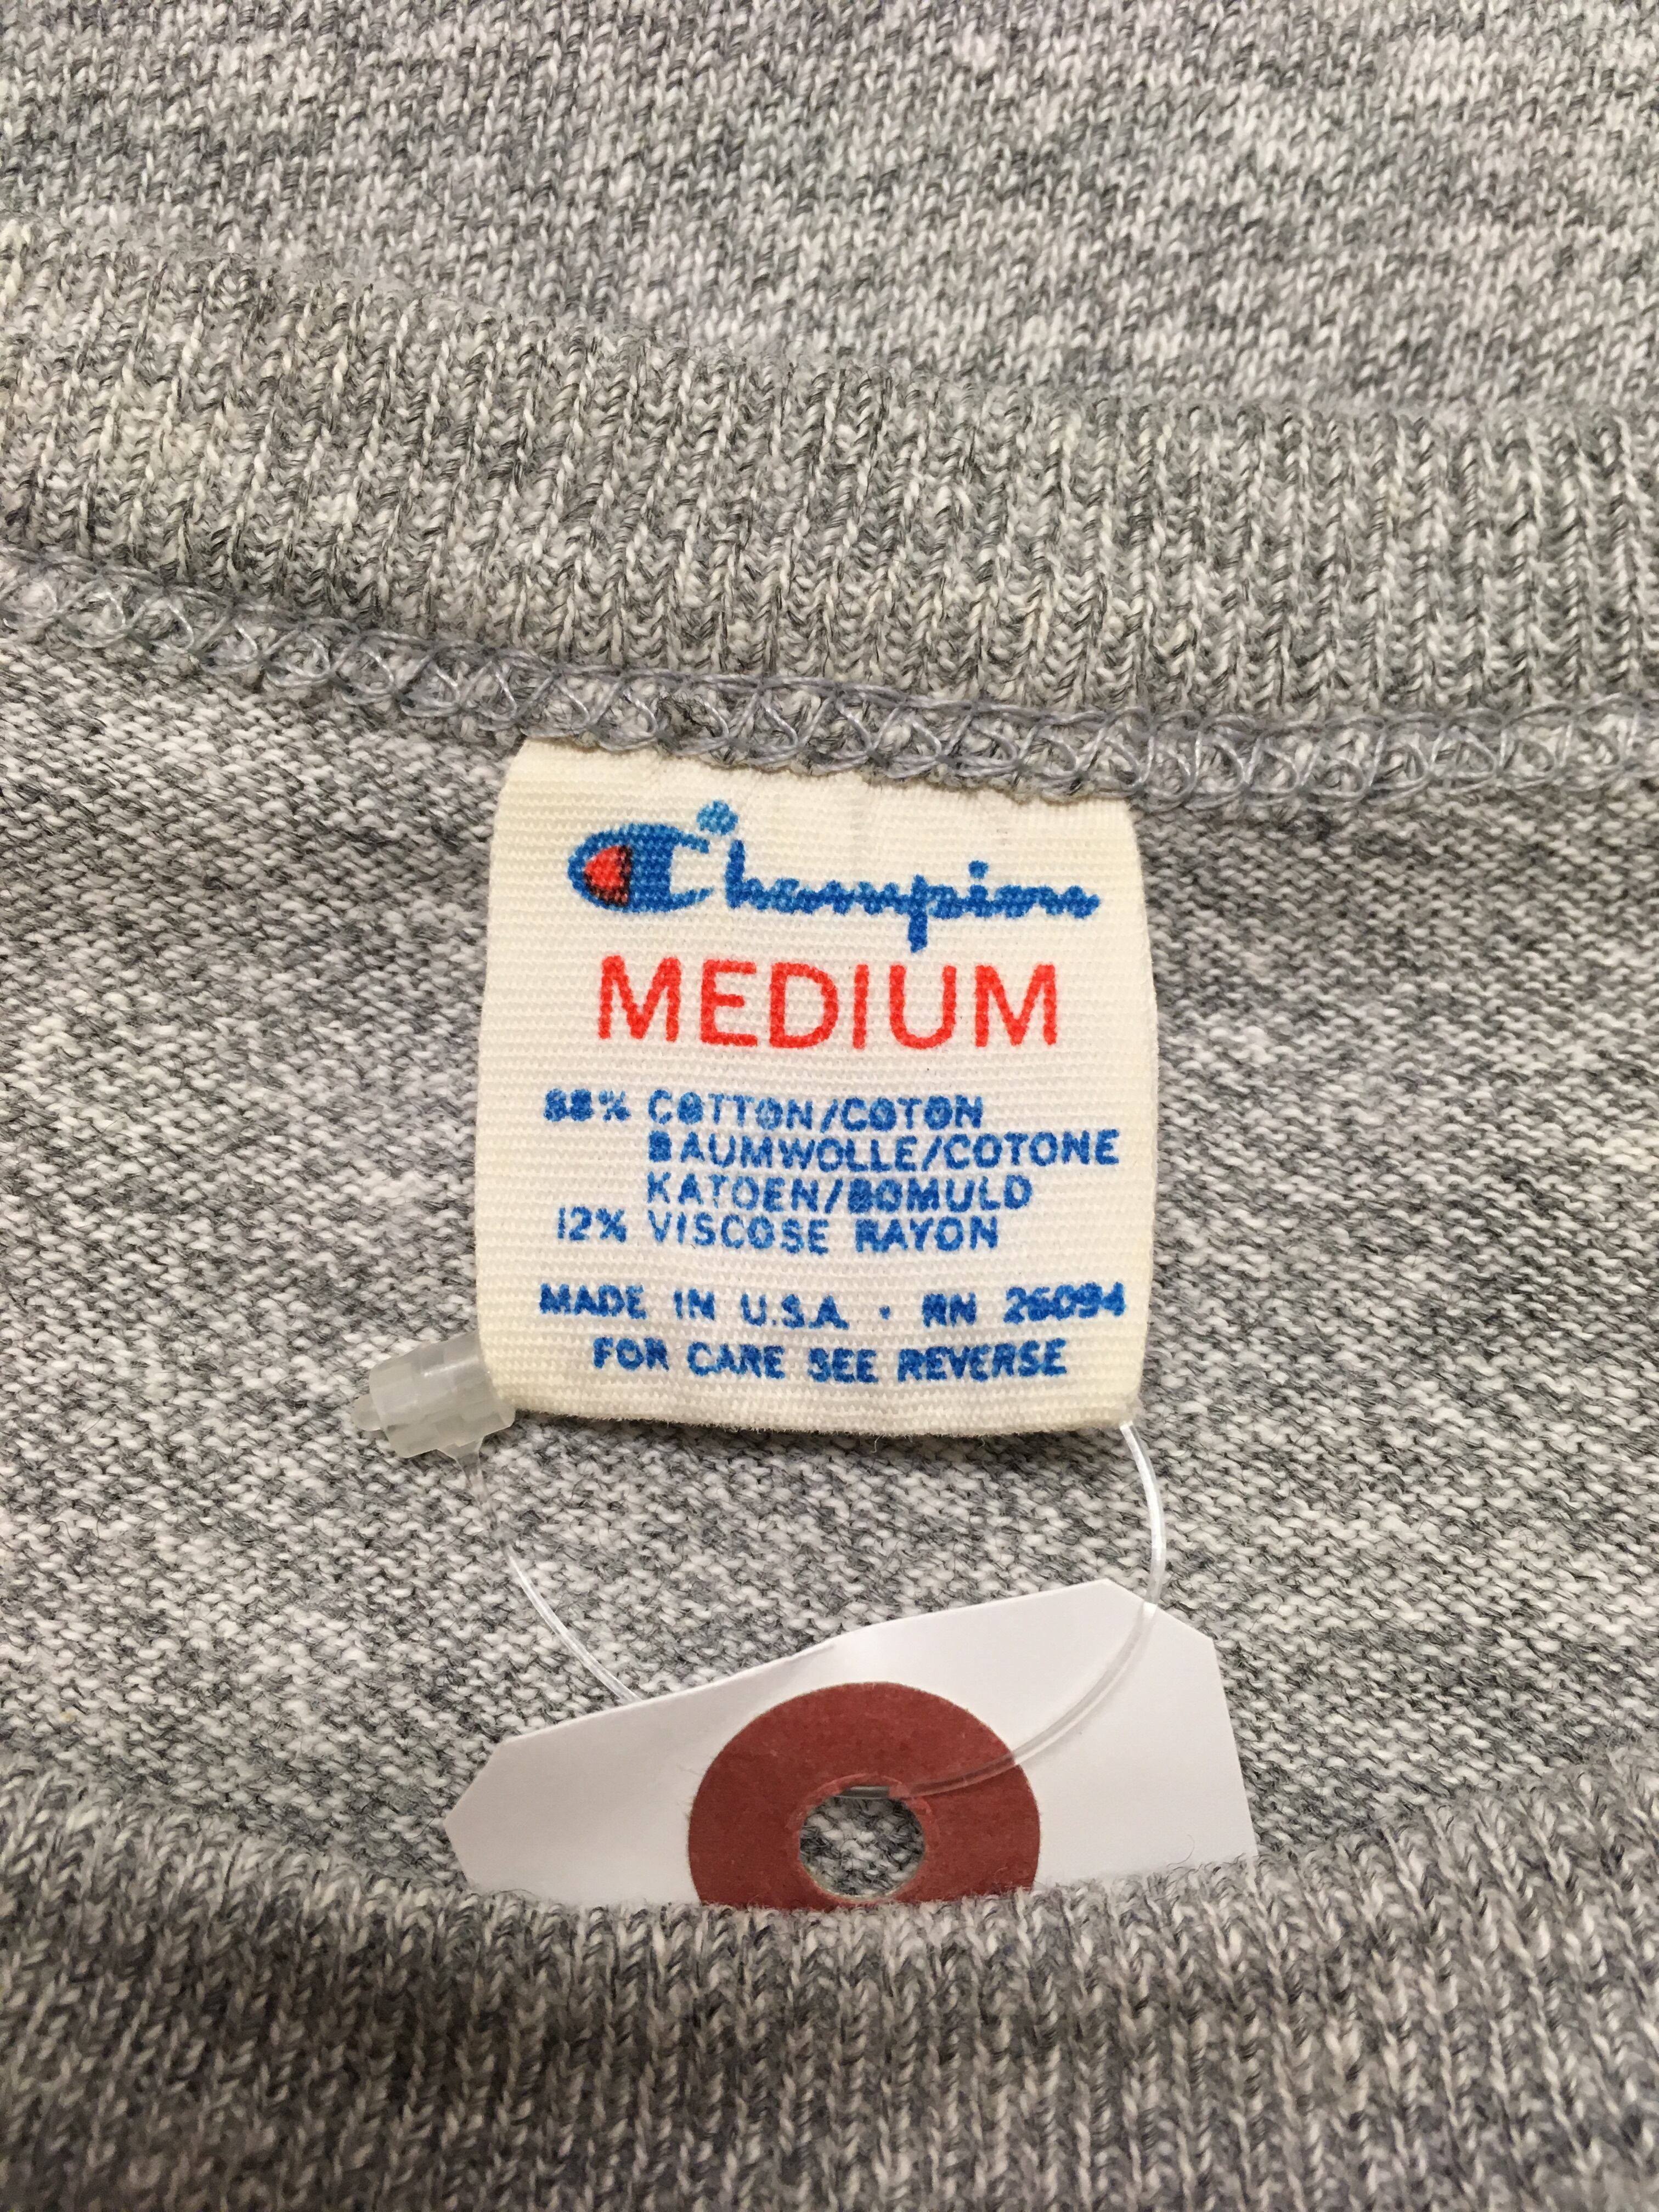 Champion
MEDIUM
88% COTTON/COTON
BAUMWOLLE/COTONE
KATOEN/BOMULD
12% VISCOSE RAYON
MADE IN U.S.A. • RN 26094
FOR CARE SEE REVERSE